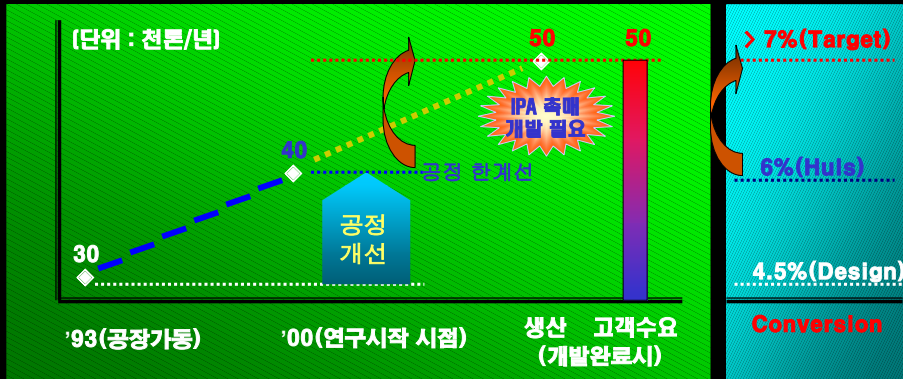 (단위 : 천톤/년)
50
50
> 7%(Target)
IPA 촉매
개발 필요
40
공정 한계선
6%(Huls)
공정
개선
30
4.5%(Design)
'93(공장가동)
'00(연구시작 시점)
생산
고객수요
(개발완료시)
Conversion